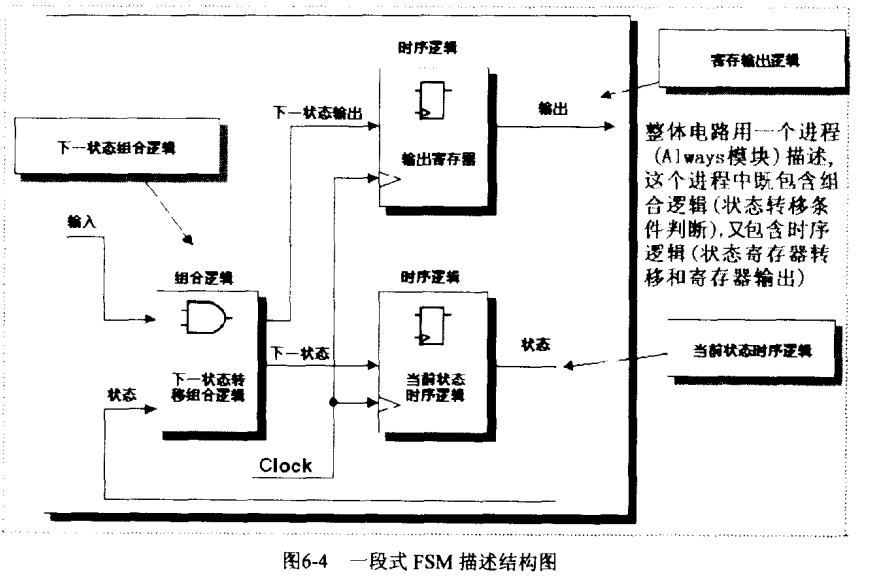 时序逻辑
寄存输出逻辑
下一状态输出
输出
下一状态组合逻辑
输出寄存器
整体电路用一个进程
(Always模块)描述,
这个进程中既包含组
合逻辑(状态转移条
件判断),又包含时序
逻辑(状态寄存器转
移和寄存器输出)
输入
组合逻辑
时序逻辑
下一状态
状态
当前状态时序逻辑
状态
下一状态转
移组合逻辑
当前状态
时序逻辑
Clock
图6-4 一段式 FSM 描述结构图